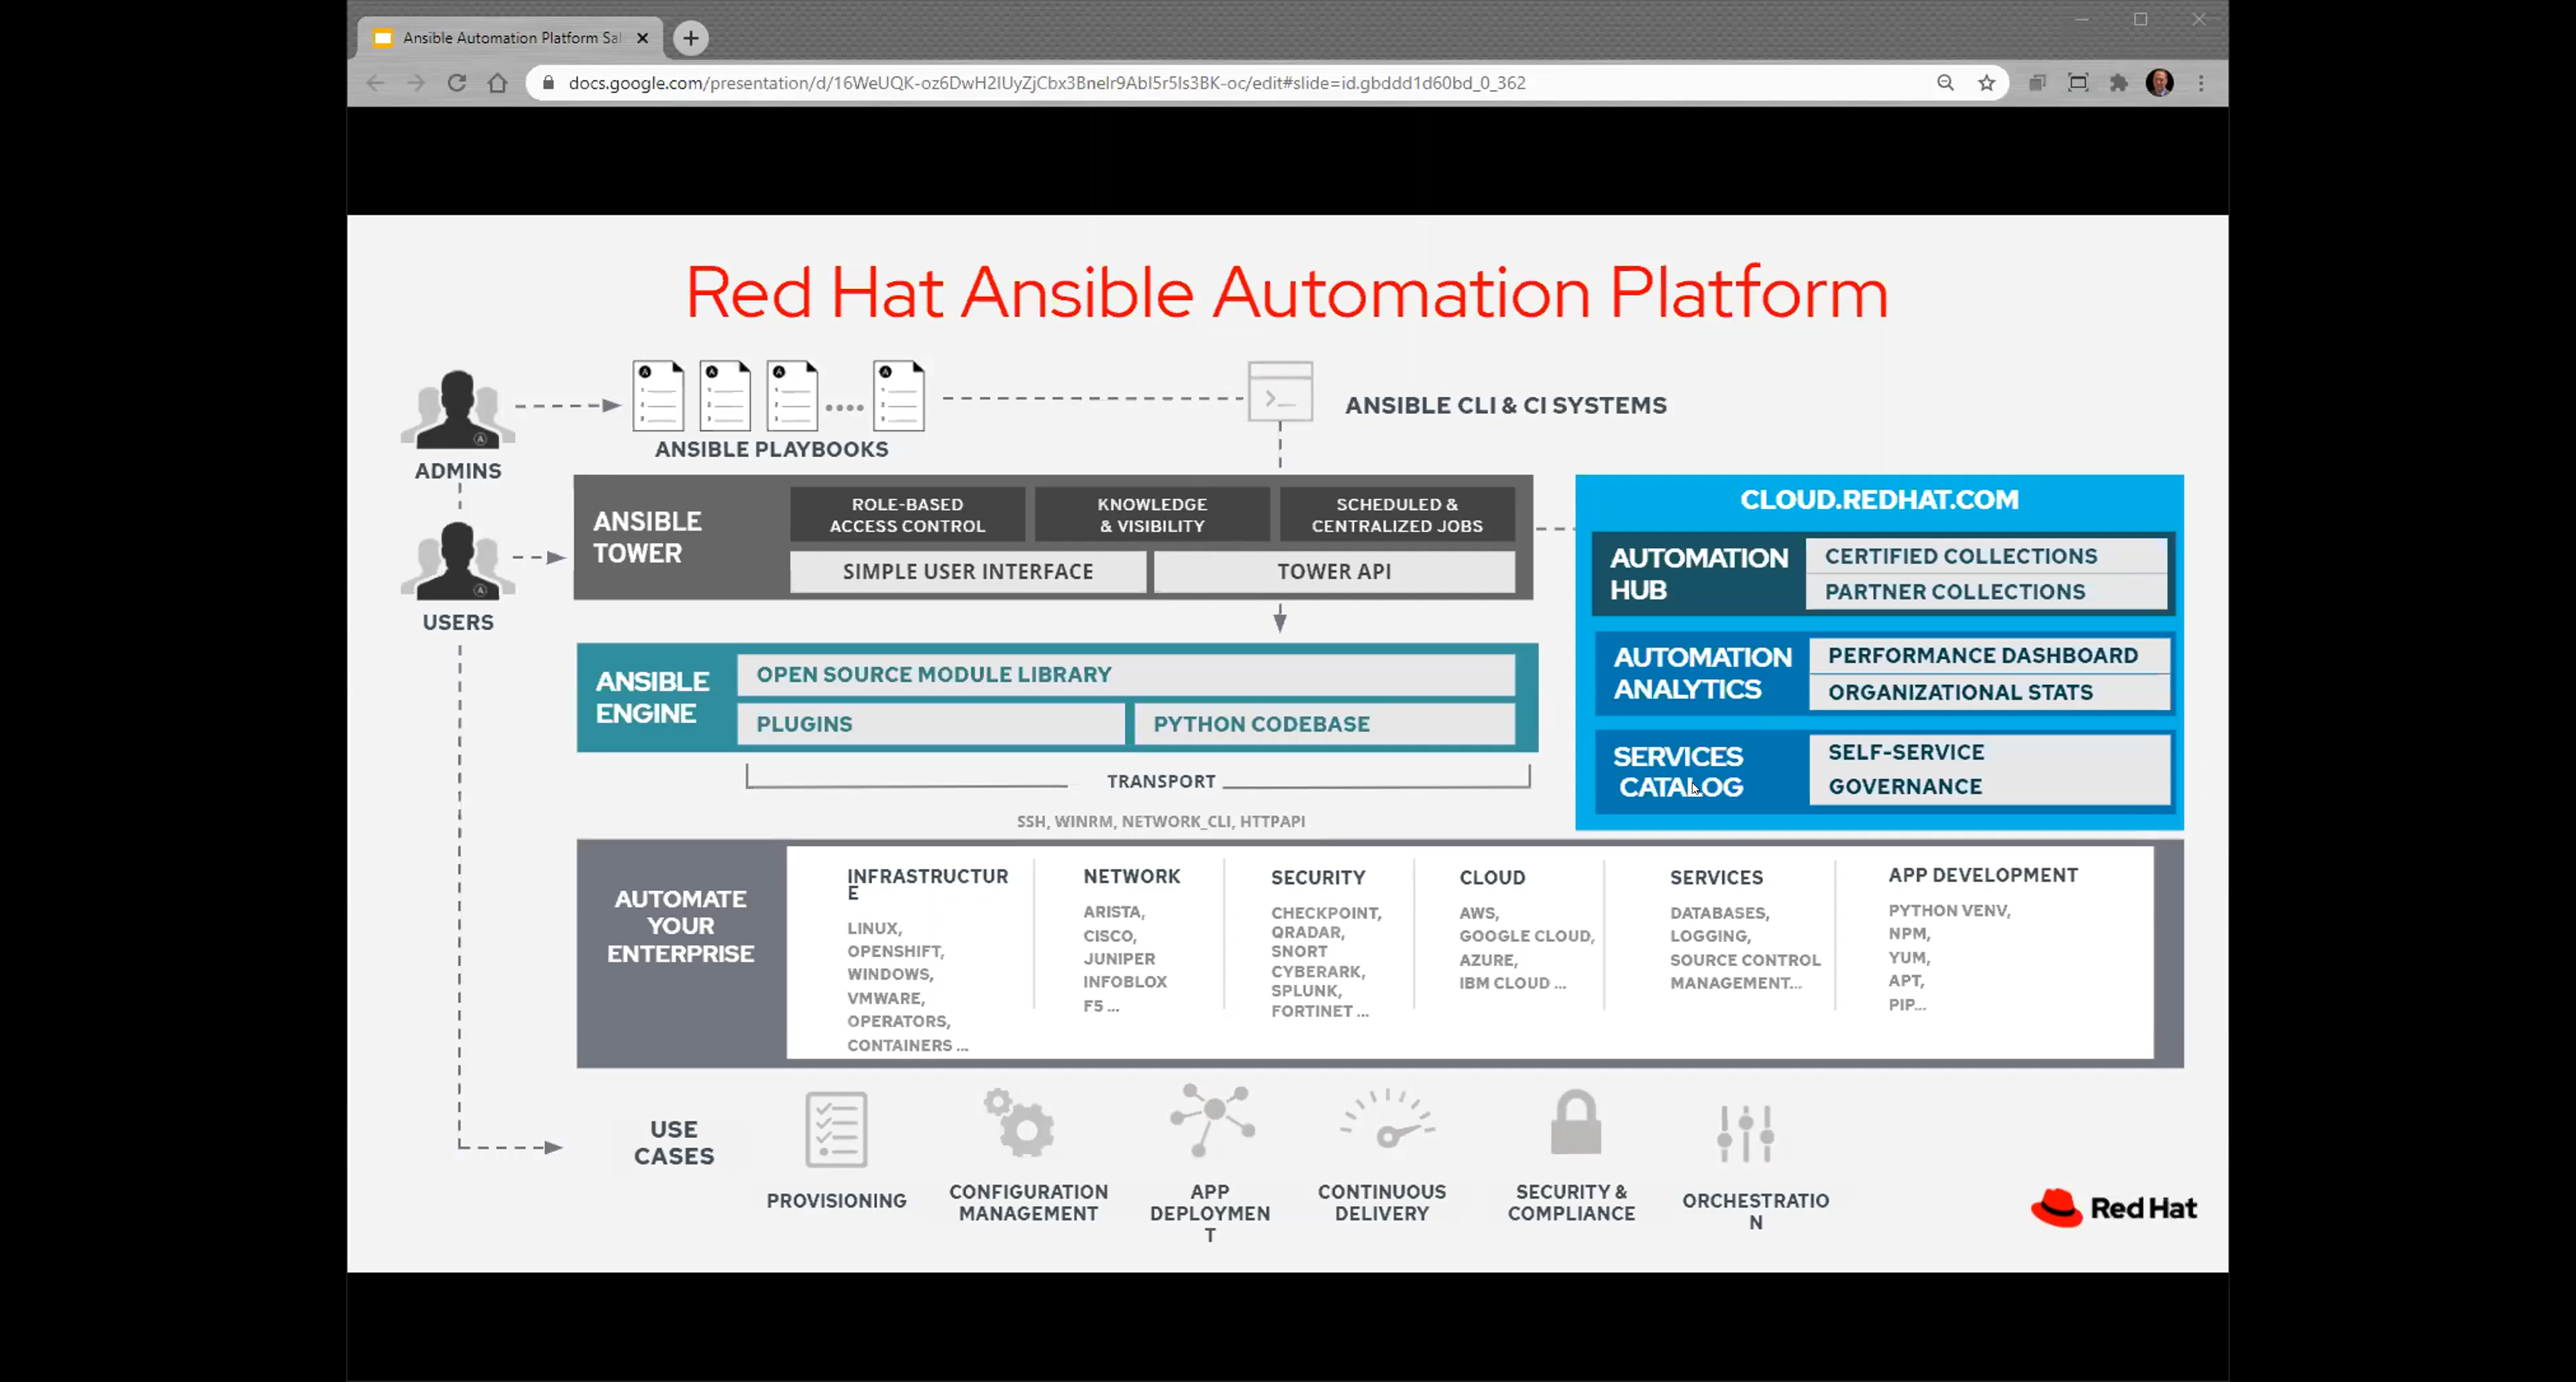 Ansible Automation Platform Sal
docs.google.com/presentation/d/16WeUQK-oz6DwH2IUyZjCbx3BneIr9AbI5r5Is3BK-oc/edit#slide=id.gbddd1d60bd_0_362
Red Hat Ansible Automation Platform
ADMINS
ANSIBLE PLAYBOOKS
ANSIBLE CLI & CI SYSTEMS
USERS
ANSIBLE
TOWER
ROLE-BASED
ACCESS CONTROL
KNOWLEDGE
& VISIBILITY
SCHEDULED &
CENTRALIZED JOBS
SIMPLE USER INTERFACE
TOWER API
CLOUD.REDHAT.COM
AUTOMATION
HUB
CERTIFIED COLLECTIONS
PARTNER COLLECTIONS
AUTOMATION
ANALYTICS
PERFORMANCE DASHBOARD
ORGANIZATIONAL STATS
SERVICES
CATALOG
SELF-SERVICE
GOVERNANCE
ANSIBLE
ENGINE
OPEN SOURCE MODULE LIBRARY
PLUGINS
PYTHON CODEBASE
TRANSPORT
SSH, WINRM, NETWORK_CLI, HTTPAPI
AUTOMATE
YOUR
ENTERPRISE
INFRASTRUCTUR
E
LINUX,
OPENSHIFT,
WINDOWS,
VMWARE,
OPERATORS,
CONTAINERS ...
NETWORK
ARISTA,
CISCO,
JUNIPER
INFOBLOX
F5 ...
SECURITY
CHECKPOINT,
QRADAR,
SNORT
CYBERARK,
SPLUNK,
FORTINET ...
CLOUD
AWS,
GOOGLE CLOUD,
AZURE,
IBM CLOUD ...
SERVICES
DATABASES,
LOGGING,
SOURCE CONTROL
MANAGEMENT...
APP DEVELOPMENT
PYTHON VENV,
NPM,
YUM,
APT,
PIP...
USE
CASES
PROVISIONING
CONFIGURATION
MANAGEMENT
APP
DEPLOYMEN
T
CONTINUOUS
DELIVERY
SECURITY &
COMPLIANCE
ORCHESTRATIO
N
Red Hat